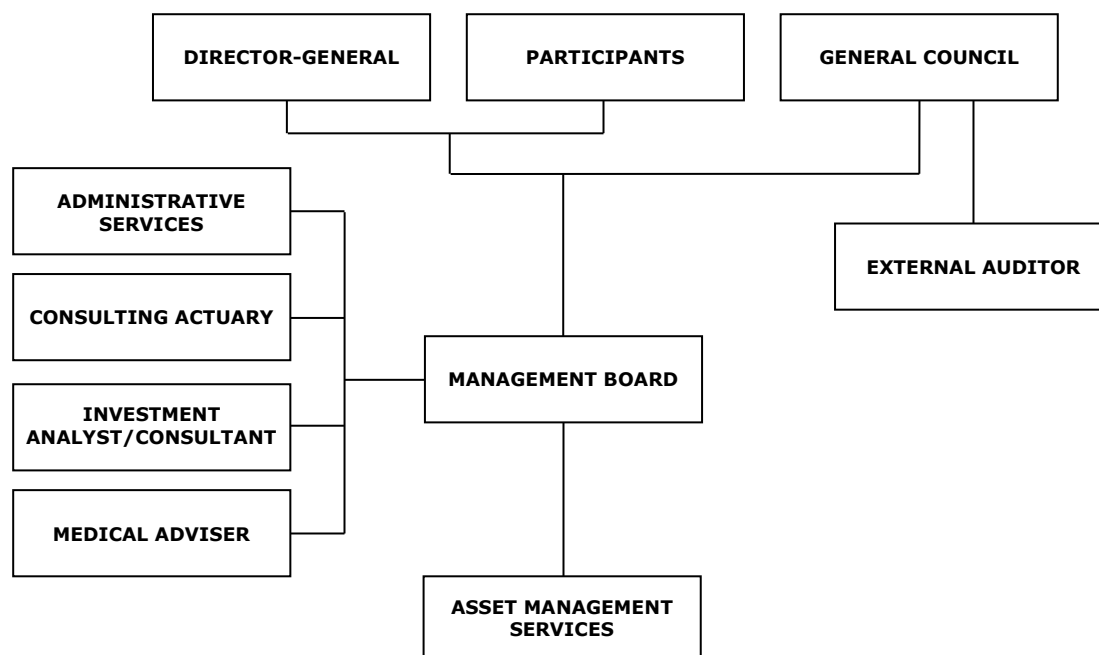 DIRECTOR-GENERAL
PARTICIPANTS
GENERAL COUNCIL
ADMINISTRATIVE
SERVICES
EXTERNAL AUDITOR
CONSULTING ACTUARY
MANAGEMENT BOARD
INVESTMENT
ANALYST/CONSULTANT
MEDICAL ADVISER
ASSET MANAGEMENT
SERVICES